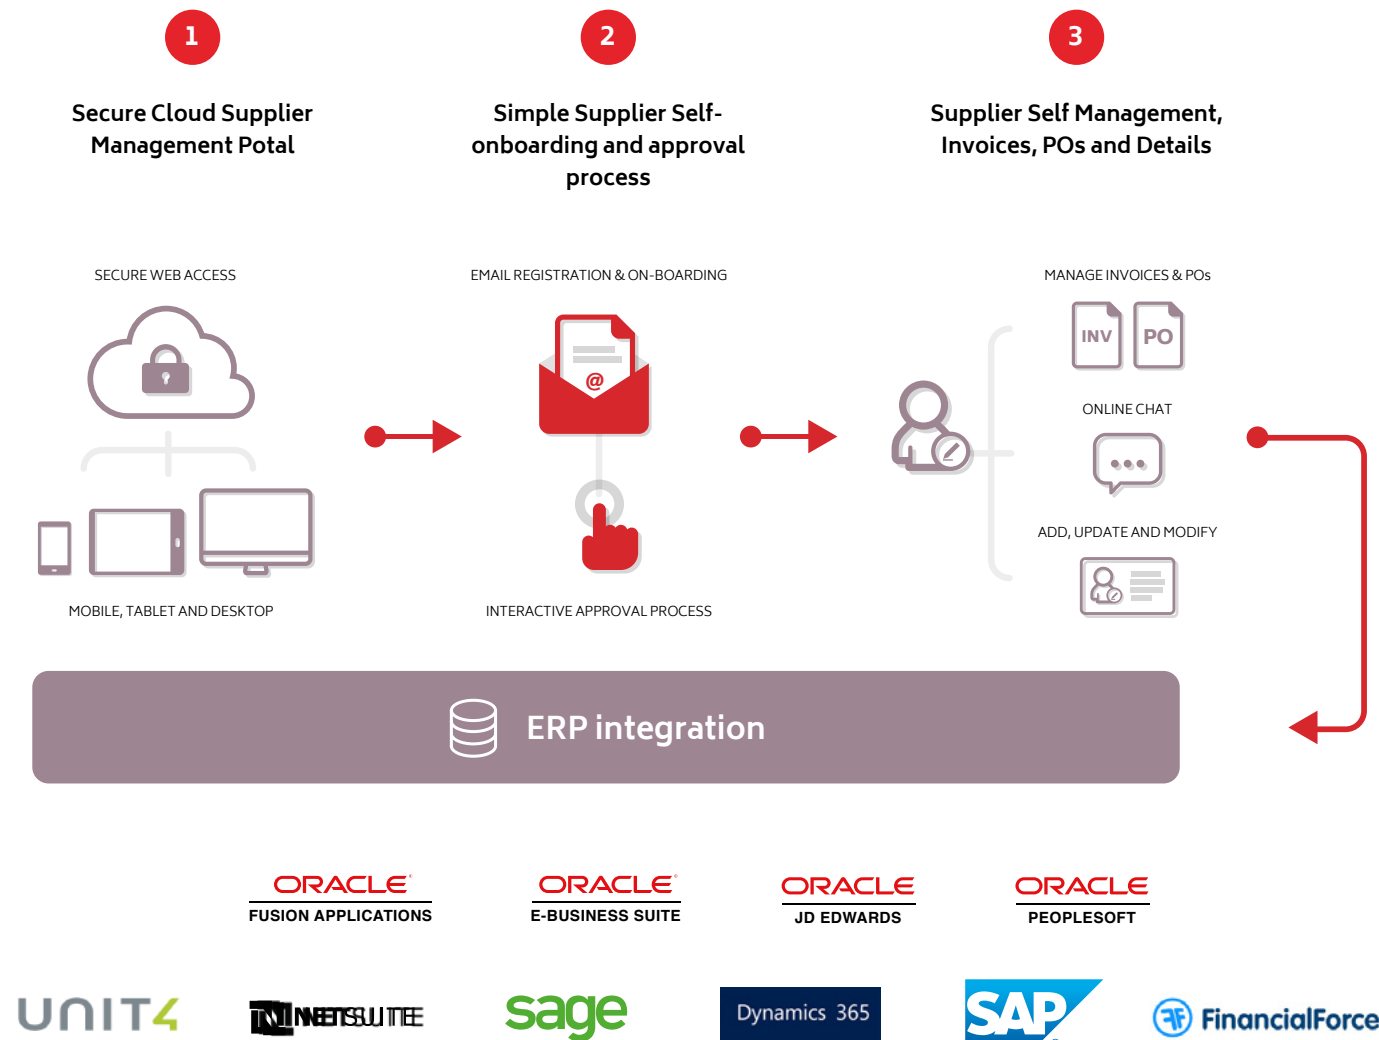 1
2
3
Secure Cloud Supplier
Management Potal
Simple Supplier Self-
onboarding and approval
process
Supplier Self Management,
Invoices, POs and Details
SECURE WEB ACCESS
MOBILE, TABLET AND DESKTOP
EMAIL REGISTRATION & ON-BOARDING
@
INTERACTIVE APPROVAL PROCESS
MANAGE INVOICES & POs
INV
PO
ONLINE CHAT
ADD, UPDATE AND MODIFY
ERP integration
ORACLE
FUSION APPLICATIONS
ORACLE
E-BUSINESS SUITE
ORACLE
JD EDWARDS
ORACLE
PEOPLESOFT
UNIT4
NETSUITE
sage
Dynamics 365
SAP
FinancialForce